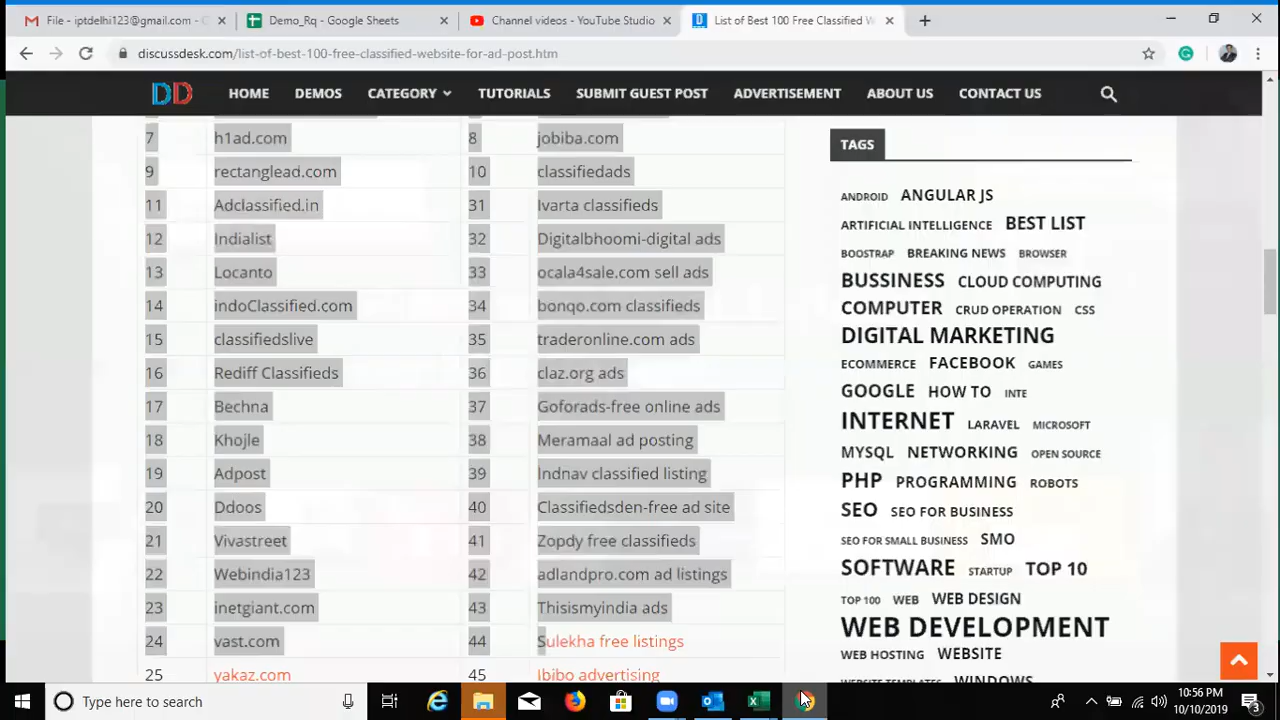 File - iptdelhi123@gmail.com - G
Demo_Rq - Google Sheets
Channel videos - YouTube Studio
List of Best 100 Free Classified W
discussdesk.com/list-of-best-100-free-classified-website-for-ad-post.htm
DD
HOME
DEMOS
CATEGORY
TUTORIALS
SUBMIT GUEST POST
ADVERTISEMENT
ABOUT US
CONTACT US
7 h1ad.com 8 jobiba.com
9 rectanglead.com 10 classifiedads
11 Adclassified.in 31 Ivarta classifieds
12 Indialist 32 Digitalbhoomi-digital ads
13 Locanto 33 ocala4sale.com sell ads
14 indoClassified.com 34 bonqo.com classifieds
15 classifiedslive 35 traderonline.com ads
16 Rediff Classifieds 36 claz.org ads
17 Bechna 37 Goforads-free online ads
18 Khojle 38 Meramaal ad posting
19 Adpost 39 Indnav classified listing
20 Ddoos 40 Classifiedsden-free ad site
21 Vivastreet 41 Zopdy free classifieds
22 Webindia123 42 adlandpro.com ad listings
23 inetgiant.com 43 Thisismyindia ads
24 vast.com 44 Sulekha free listings
25 yakaz.com 45 Ibibo advertising
TAGS
ANDROID ANGULAR JS
ARTIFICIAL INTELLIGENCE BEST LIST
BOOSTRAP BREAKING NEWS BROWSER
BUSSINESS CLOUD COMPUTING
COMPUTER CRUD OPERATION CSS
DIGITAL MARKETING
ECOMMERCE FACEBOOK GAMES
GOOGLE HOW TO INTE
INTERNET LARAVEL MICROSOFT
MYSQL NETWORKING OPEN SOURCE
PHP PROGRAMMING ROBOTS
SEO SEO FOR BUSINESS
SEO FOR SMALL BUSINESS SMO
SOFTWARE STARTUP TOP 10
TOP 100 WEB WEB DESIGN
WEB DEVELOPMENT
WEB HOSTING WEBSITE
WEBSITE TEMPLATES WINDOWS
Type here to search
10:56 PM
10/10/2019
3